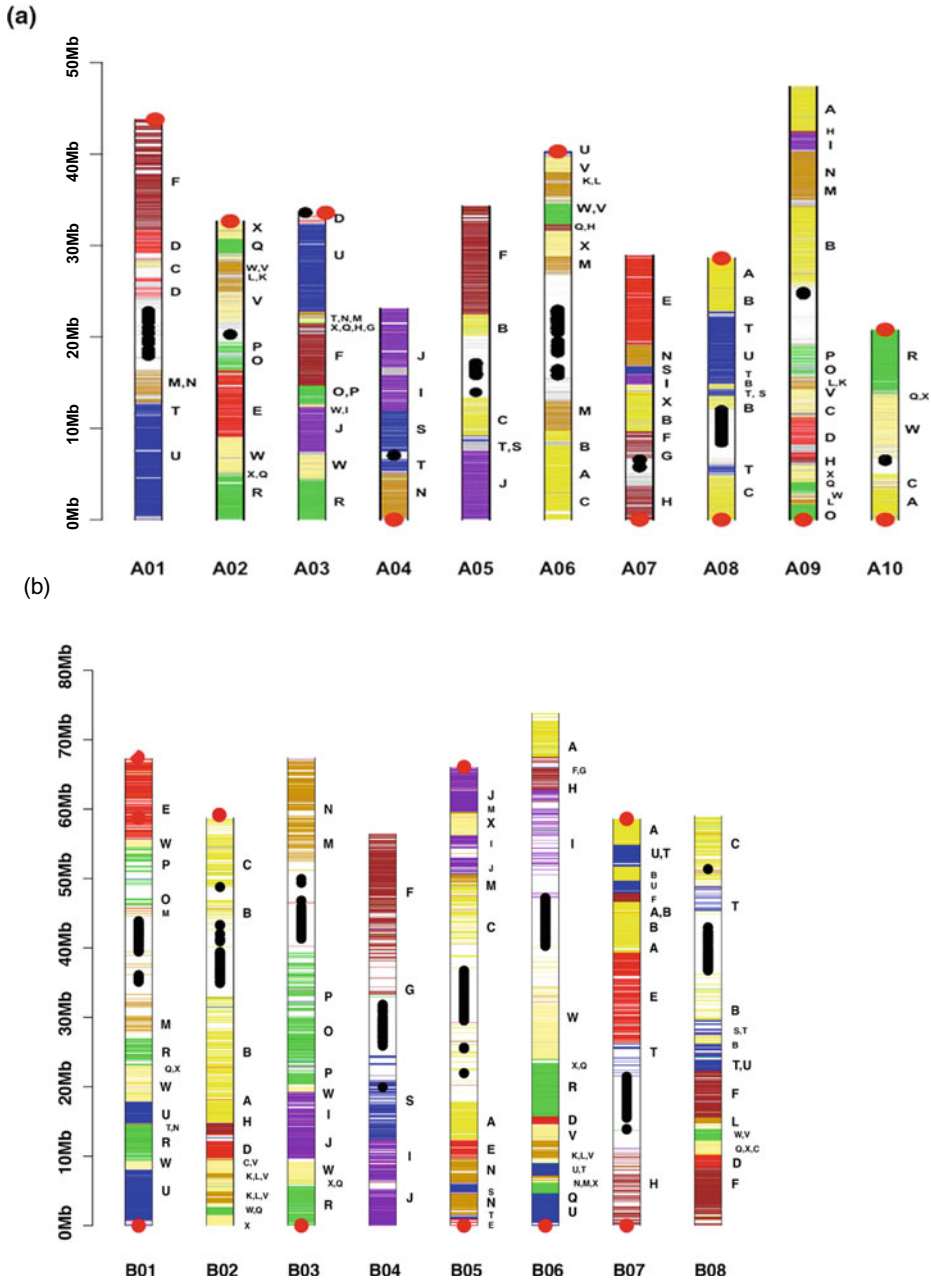 (a)
50Mb
40Mb
30Mb
20Mb
10Mb
0Mb
F
D
C
D
M,N
T
U
A01
X
Q
W,V
L,K
V
P
O
E
W
X,Q
R
A02
D
U
T,N,M
X,Q,H,G
F
O,P
W,I
J
W
R
A03
J
I
S
T
N
A04
F
B
C
T,S
J
A05
U
V
K,L
W,V
Q,H
X
M
M
B
A
C
A06
E
N
S
I
X
B
F
G
H
A07
A
B
T
U
T
B
T, S
B
T
C
A08
A
H
I
N
M
B
P
O
L,K
V
C
D
H
X
Q
W
L
O
A09
R
Q,X
W
C
A
A10
(b)
80Mb
70Mb
60Mb
50Mb
40Mb
30Mb
20Mb
10Mb
0Mb
E
W
P
O
M
M
R
Q,X
W
U
T,N
R
W
U
B01
C
B
B
A
H
D
C,V
K,L,V
K,L,V
W,Q
X
B02
N
M
P
O
P
W
I
J
W
X,Q
R
B03
F
G
S
I
J
B04
J
M
X
I
J
M
C
A
E
N
S
N
T
E
B05
A
F,G
H
I
W
X,Q
R
D
V
K,L,V
U,T
N,M,X
Q
U
B06
A
U,T
B
U
F
A,B
B
A
E
T
H
B07
C
T
B
S,T
B
T,U
F
L
W,V
Q,X,C
D
F
B08